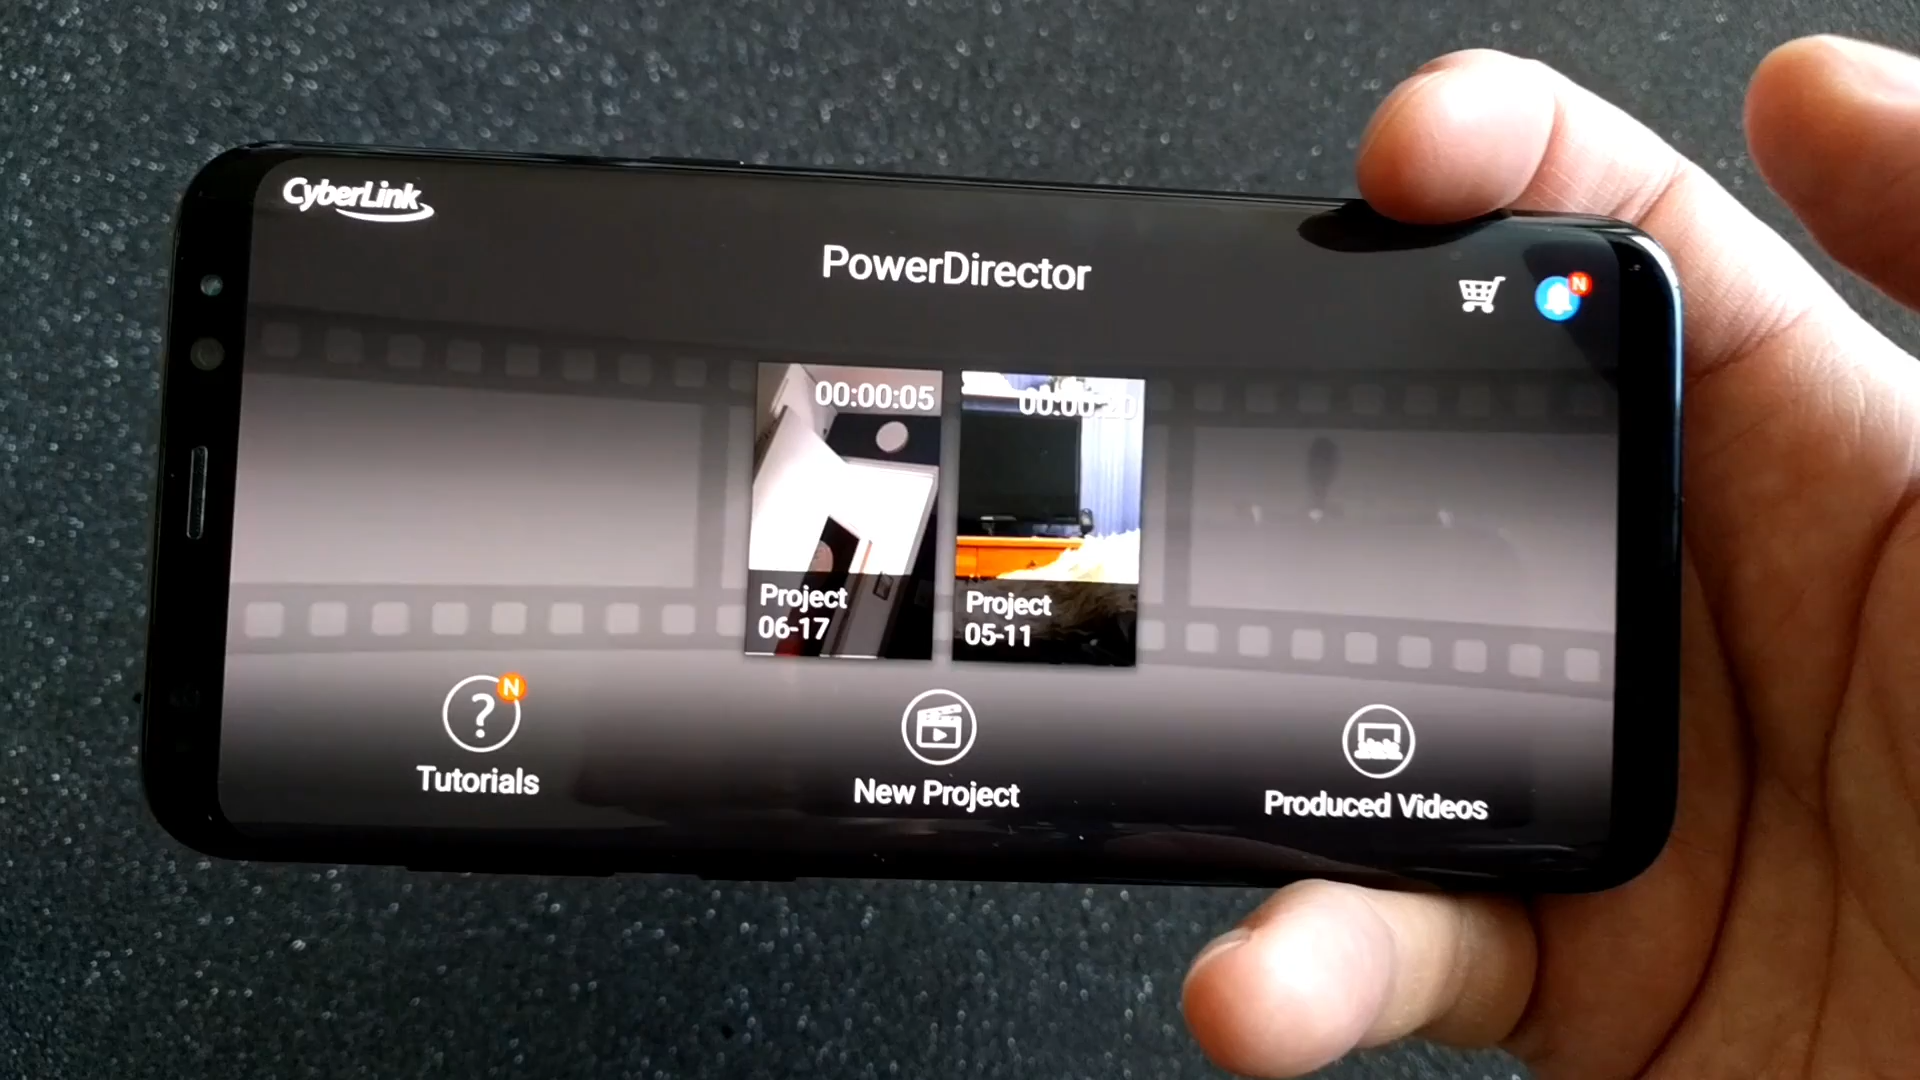 CyberLink
PowerDirector
N
00:00:05
Project
06-17
Project
05-11
N
Tutorials
New Project
Produced Videos